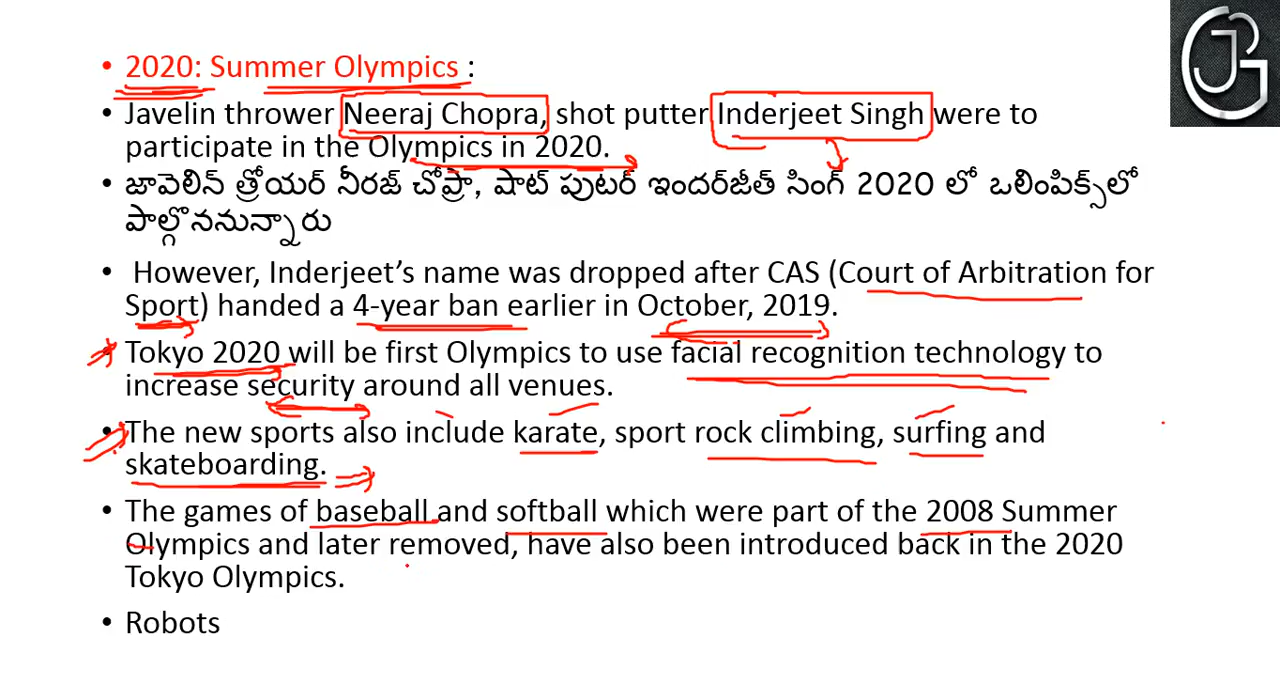 • 2020: Summer Olympics :
• Javelin thrower Neeraj Chopra, shot putter Inderjeet Singh were to
participate in the Olympics in 2020.
• జావెలిన్ త్రోయర్ నీరజ్ చోప్రా, షాట్ పుటర్ ఇందర్‌జీత్ సింగ్ 2020 లో ఒలింపిక్స్‌లో
పాల్గొననున్నారు
• However, Inderjeet’s name was dropped after CAS (Court of Arbitration for
Sport) handed a 4-year ban earlier in October, 2019.
• Tokyo 2020 will be first Olympics to use facial recognition technology to
increase security around all venues.
• The new sports also include karate, sport rock climbing, surfing and
skateboarding.
• The games of baseball and softball which were part of the 2008 Summer
Olympics and later removed, have also been introduced back in the 2020
Tokyo Olympics.
• Robots